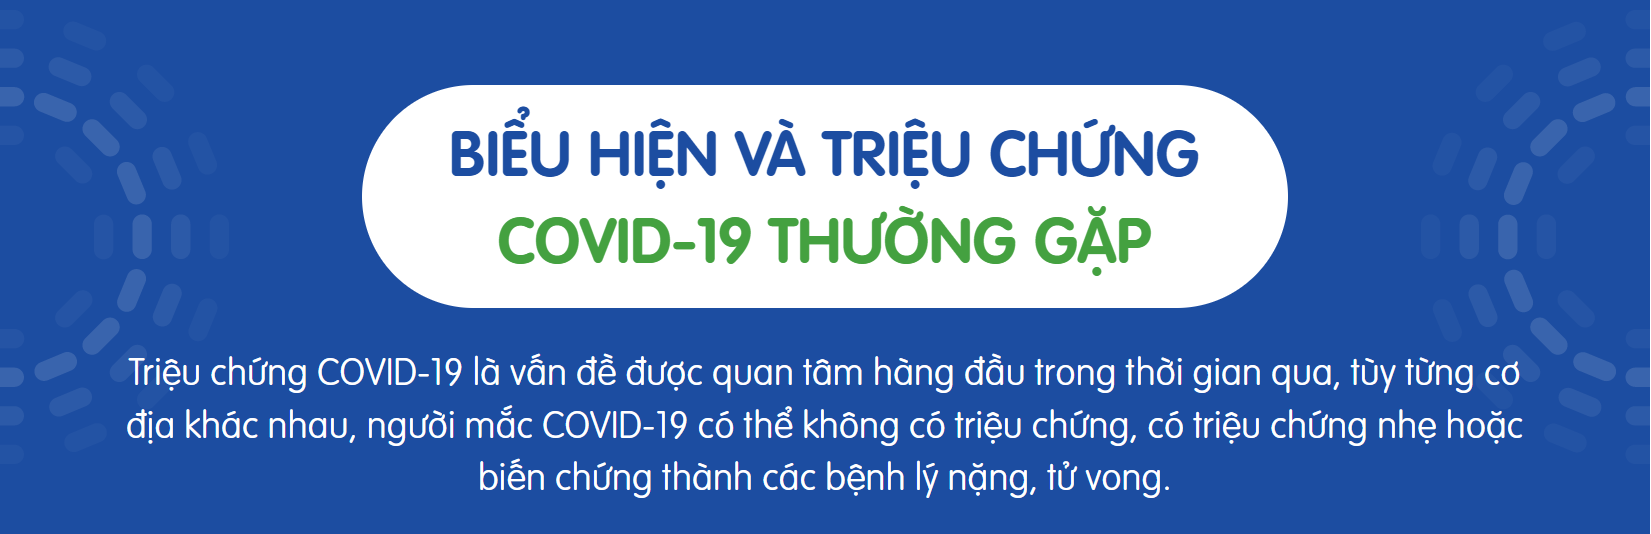 BIỂU HIỆN VÀ TRIỆU CHỨNG
COVID-19 THƯỜNG GẶP
Triệu chứng COVID-19 là vấn đề được quan tâm hàng đầu trong thời gian qua, tùy từng cơ
địa khác nhau, người mắc COVID-19 có thể không có triệu chứng, có triệu chứng nhẹ hoặc
biến chứng thành các bệnh lý nặng, tử vong.